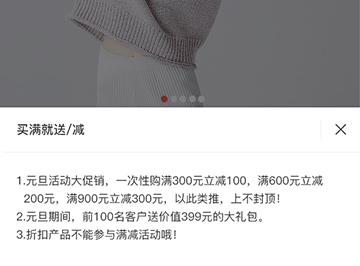 买满就送/减
1.元旦活动大促销，一次性购满300元立减100，满600元立减
200元，满900元立减300元，以此类推，上不封顶！
2.元旦期间，前100名客户送价值399元的大礼包。
3.折扣产品不能参与满减活动哦！